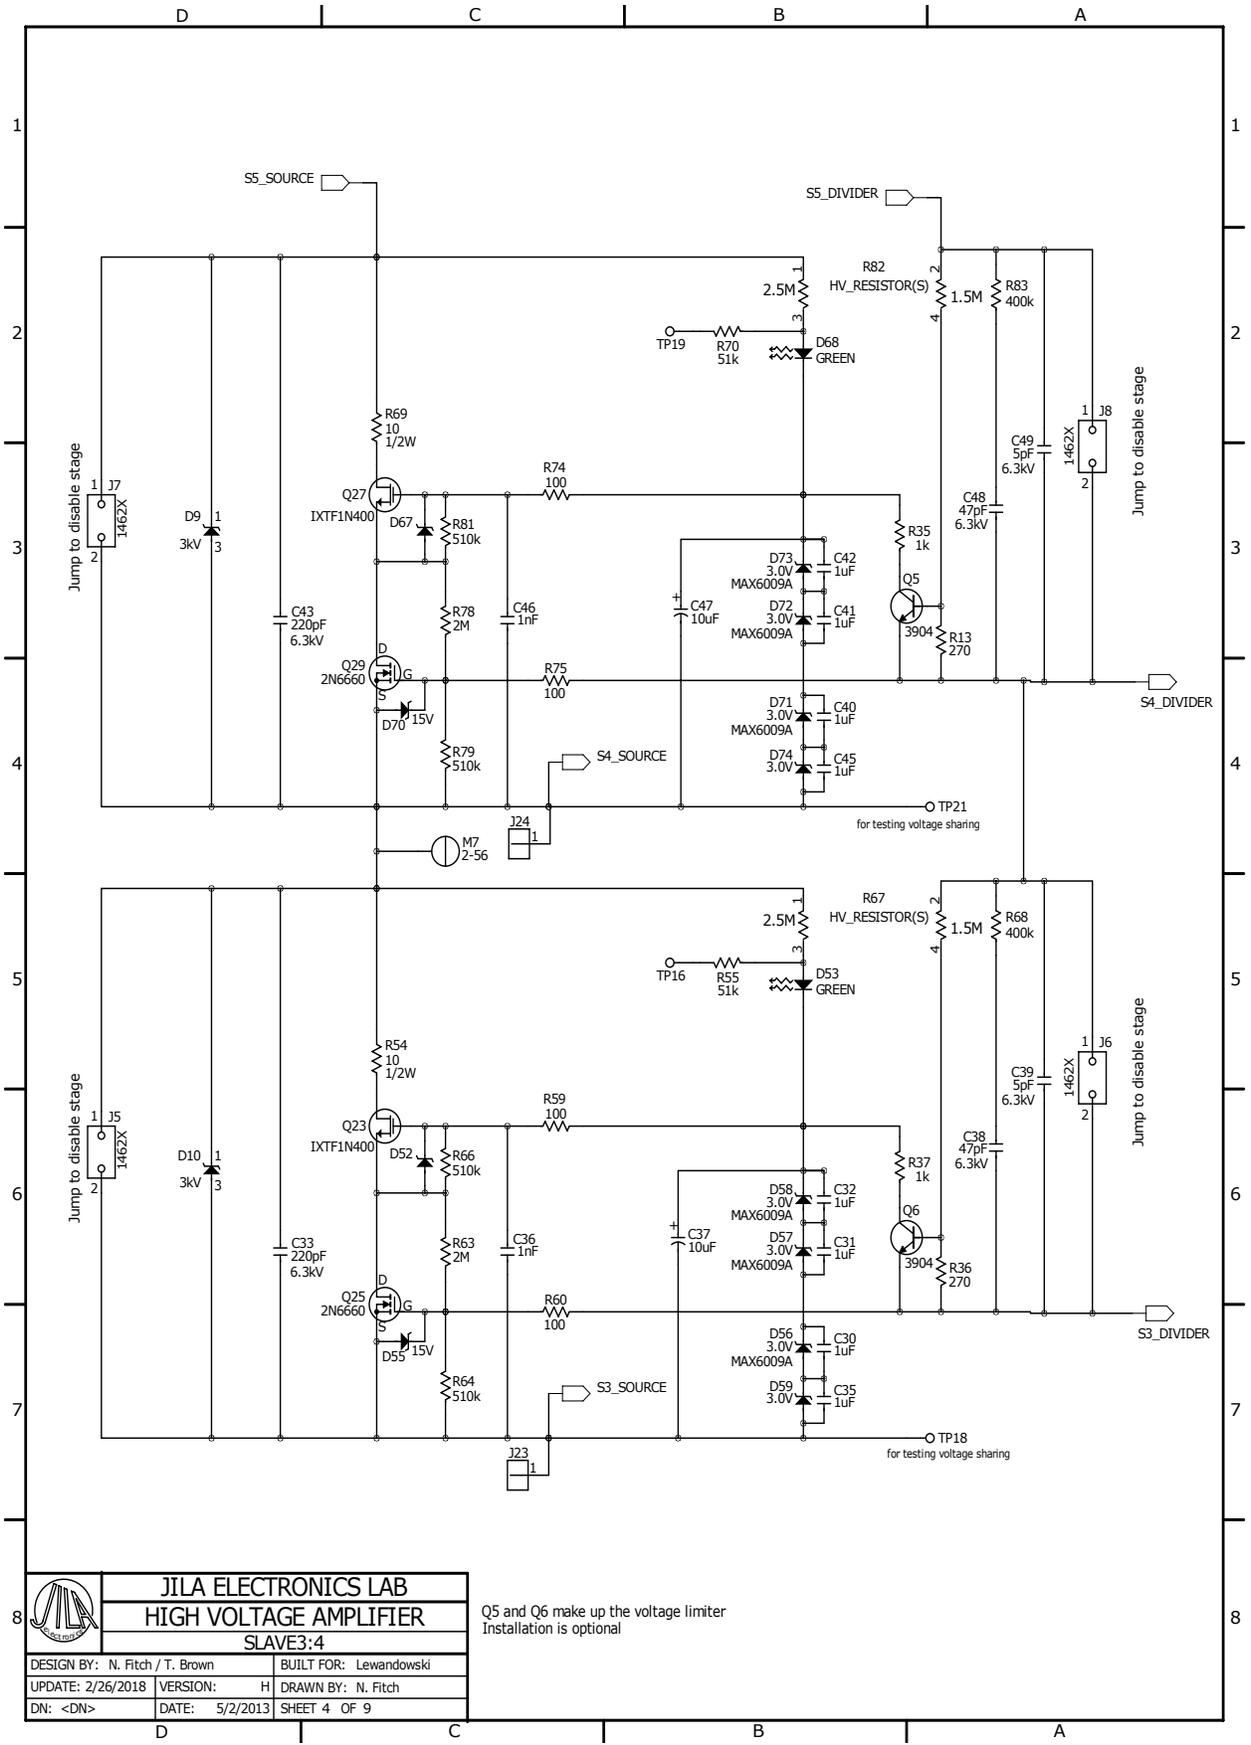 D
C
B
A
1
1
S5_SOURCE
S5_DIVIDER
R82
HV_RESISTOR(S)
1
2.5M
3
2
1.5M
4
R83
400k
2
2
TP19
R70
51k
D68
GREEN
R69
10
1/2W
Jump to disable stage
1
J7
1462X
2
Jump to disable stage
1
J8
1462X
2
C49
5pF
6.3kV
R74
100
Q27
IXTF1N400
D67
R81
510k
D9
1
3kV
3
C48
47pF
6.3kV
R35
1k
3
3
D73
3.0V
MAX6009A
C42
1uF
Q5
3904
C43
220pF
6.3kV
R78
2M
C46
1nF
+
C47
10uF
D72
3.0V
MAX6009A
C41
1uF
R13
270
D
Q29
2N6660
G
S
R75
100
D70
15V
D71
3.0V
MAX6009A
C40
1uF
S4_DIVIDER
R79
510k
S4_SOURCE
D74
3.0V
C45
1uF
4
4
TP21
for testing voltage sharing
J24
1
M7
2-56
R67
HV_RESISTOR(S)
1
2.5M
3
2
1.5M
4
R68
400k
5
5
TP16
R55
51k
D53
GREEN
R54
10
1/2W
Jump to disable stage
1
J5
1462X
2
Jump to disable stage
1
J6
1462X
2
C39
5pF
6.3kV
R59
100
Q23
IXTF1N400
D52
R66
510k
D10
1
3kV
3
C38
47pF
6.3kV
R37
1k
6
6
D58
3.0V
MAX6009A
C32
1uF
Q6
3904
C33
220pF
6.3kV
R63
2M
C36
1nF
+
C37
10uF
D57
3.0V
MAX6009A
C31
1uF
R36
270
D
Q25
2N6660
G
S
R60
100
D55
15V
D56
3.0V
MAX6009A
C30
1uF
S3_DIVIDER
R64
510k
S3_SOURCE
D59
3.0V
C35
1uF
7
7
TP18
for testing voltage sharing
J23
1
8
8
JILA
electronics
JILA ELECTRONICS LAB
HIGH VOLTAGE AMPLIFIER
SLAVE3:4
DESIGN BY: N. Fitch / T. Brown
BUILT FOR: Lewandowski
UPDATE: 2/26/2018
VERSION: H
DRAWN BY: N. Fitch
DN: <DN>
DATE: 5/2/2013
SHEET 4 OF 9
Q5 and Q6 make up the voltage limiter
Installation is optional
D
C
B
A